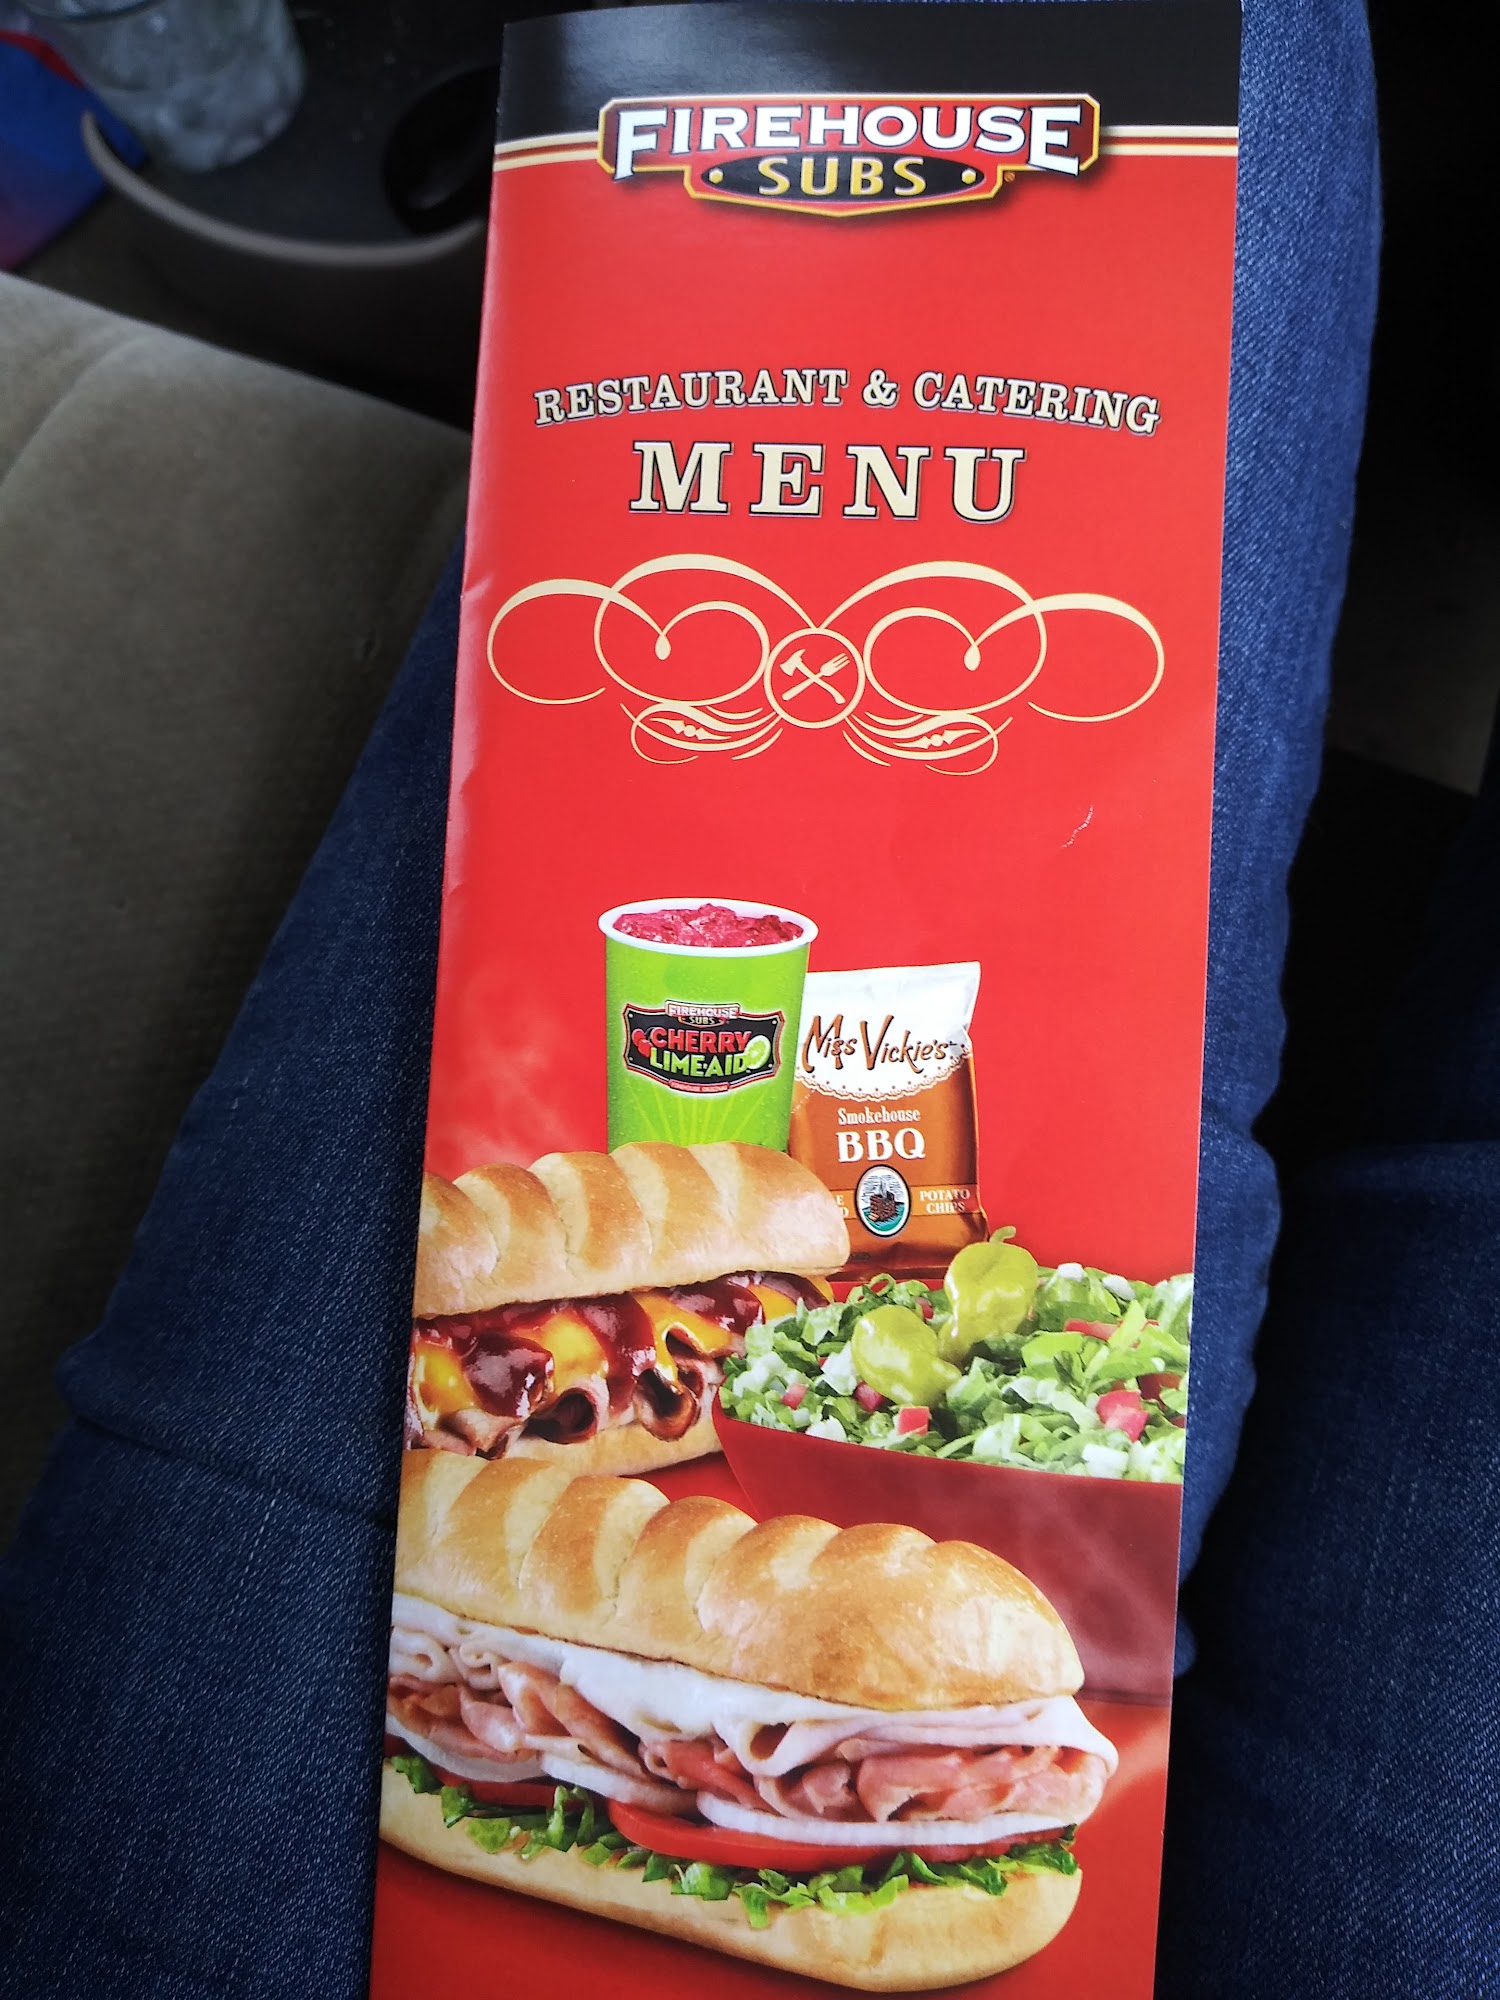 FIREHOUSE
SUBS
RESTAURANT & CATERING
MENU
FIREHOUSE
SUBS
CHERRY
LIME-AID
Miss Vickie's
Smokehouse
BBQ
POTATO
CHIPS